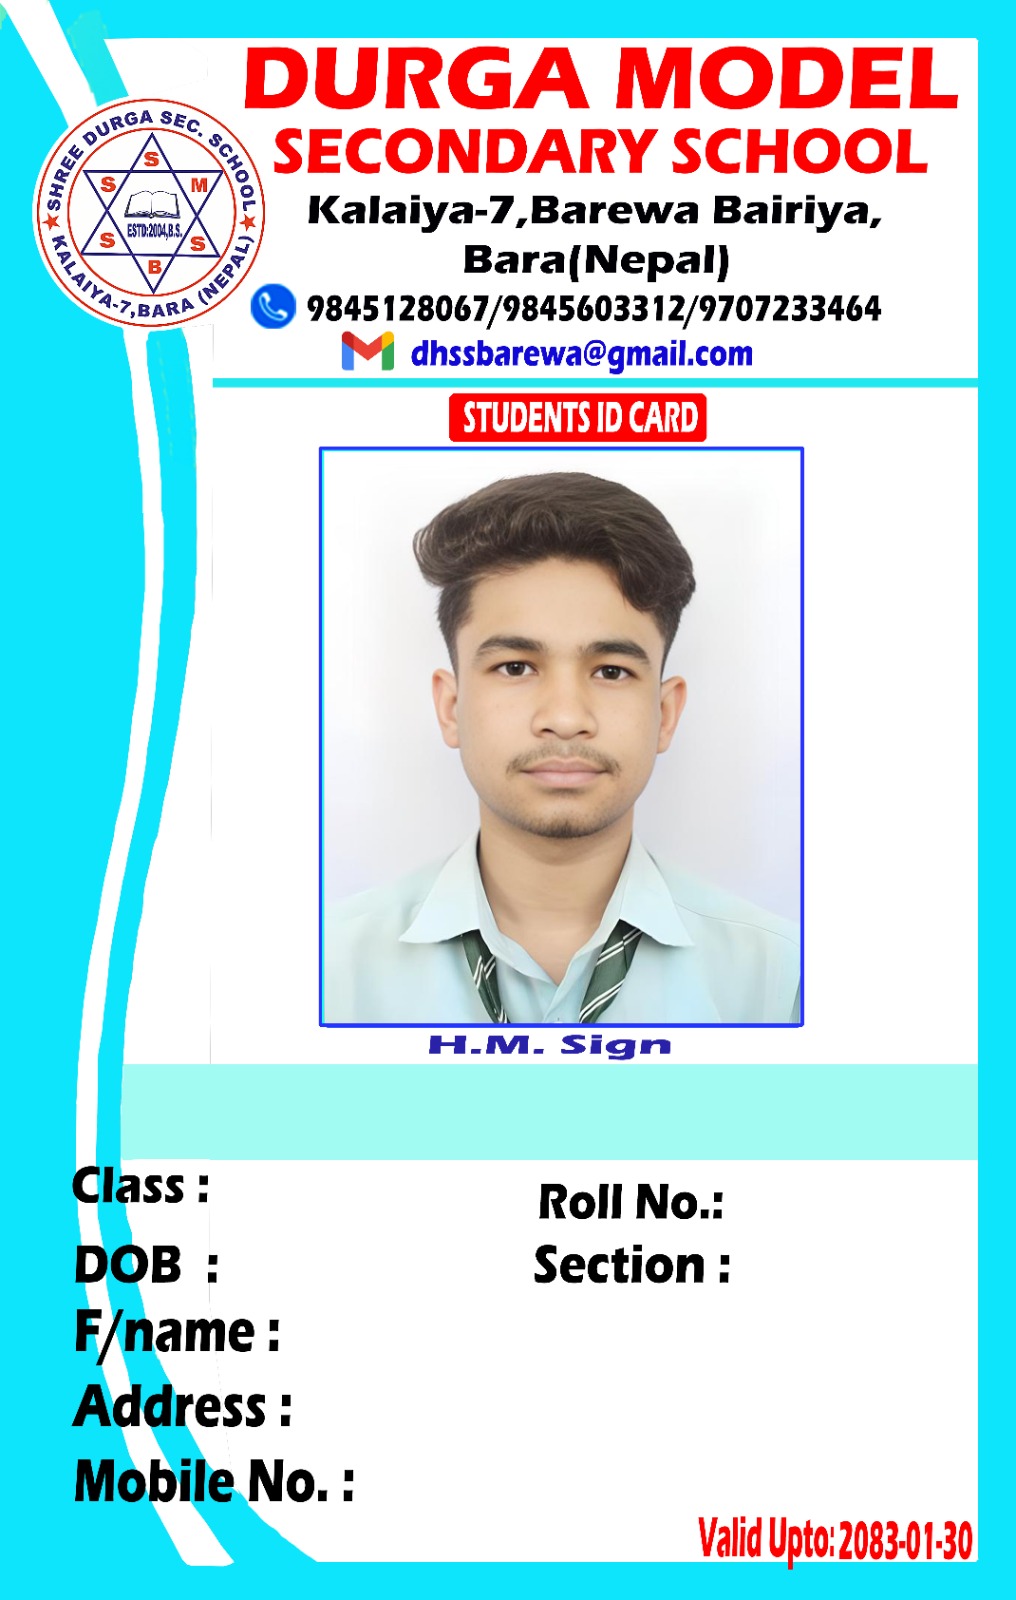 DURGA MODEL
SECONDARY SCHOOL
Kalaiya-7,Barewa Bairiya,
Bara(Nepal)
9845128067/9845603312/9707233464
dhssbarewa@gmail.com
SHREE DURGA SEC. SCHOOL
KALAIYA-7,BARA (NEPAL)
S
S M
ESTD:2004,B.S.
S S
B
STUDENTS ID CARD
H.M. Sign
Class :
Roll No.:
DOB :
Section :
F/name :
Address :
Mobile No. :
Valid Upto: 2083-01-30